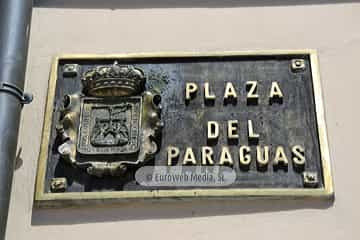 PLAZA
DEL
PARAGUAS
© Euroweb Media, SL